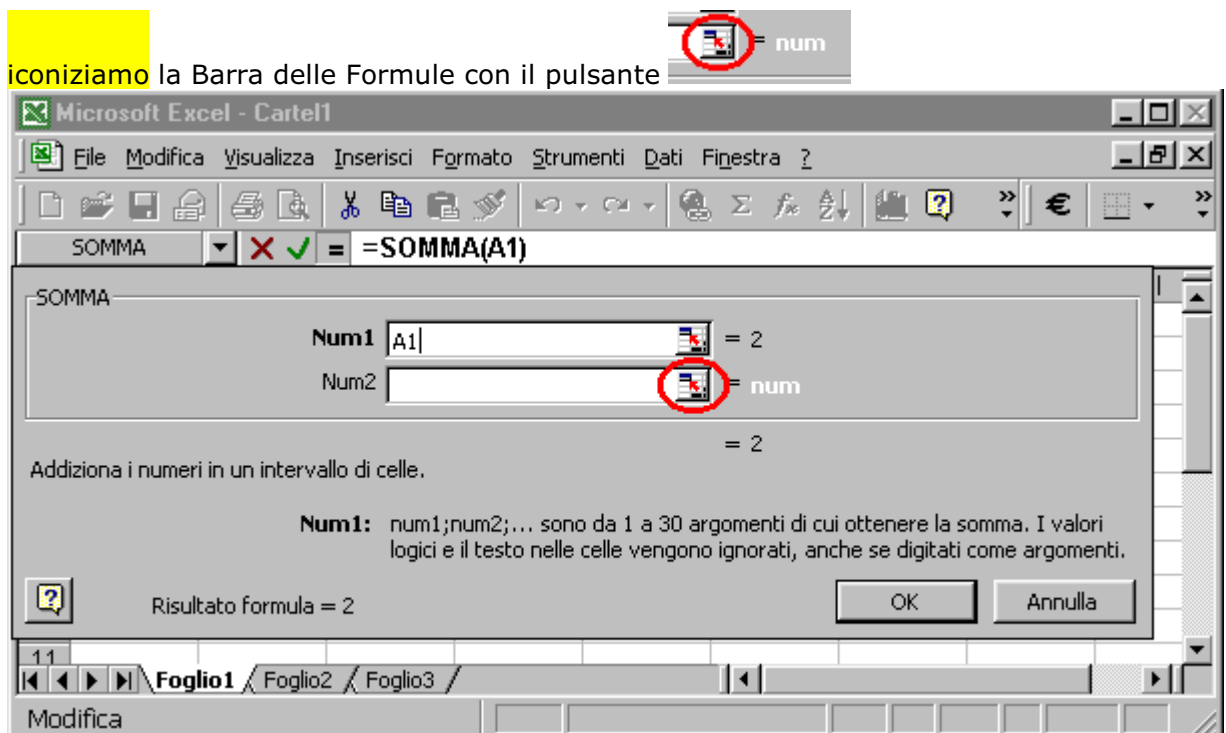 = num
iconiziamo la Barra delle Formule con il pulsante
Microsoft Excel - Cartel1
File Modifica Visualizza Inserisci Formato Strumenti Dati Finestra ?
SOMMA = =SOMMA(A1)
SOMMA
Num1 A1 = 2
Num2 = num
= 2
Addiziona i numeri in un intervallo di celle.
Num1: num1;num2;... sono da 1 a 30 argomenti di cui ottenere la somma. I valori
logici e il testo nelle celle vengono ignorati, anche se digitati come argomenti.
Risultato formula = 2 OK Annulla
11
Foglio1 Foglio2 Foglio3
Modifica